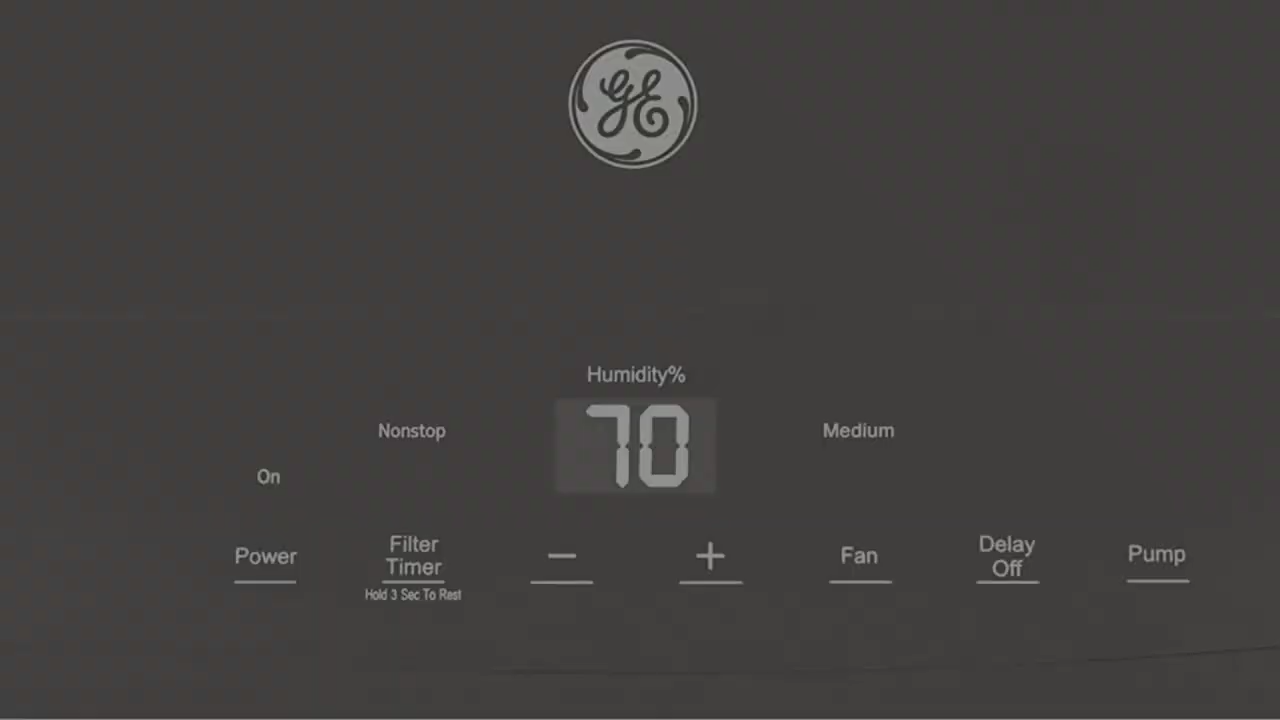 GE
Humidity%
70
Nonstop
Medium
On
Power
Filter
Timer
Hold 3 Sec To Rest
−
+
Fan
Delay
Off
Pump